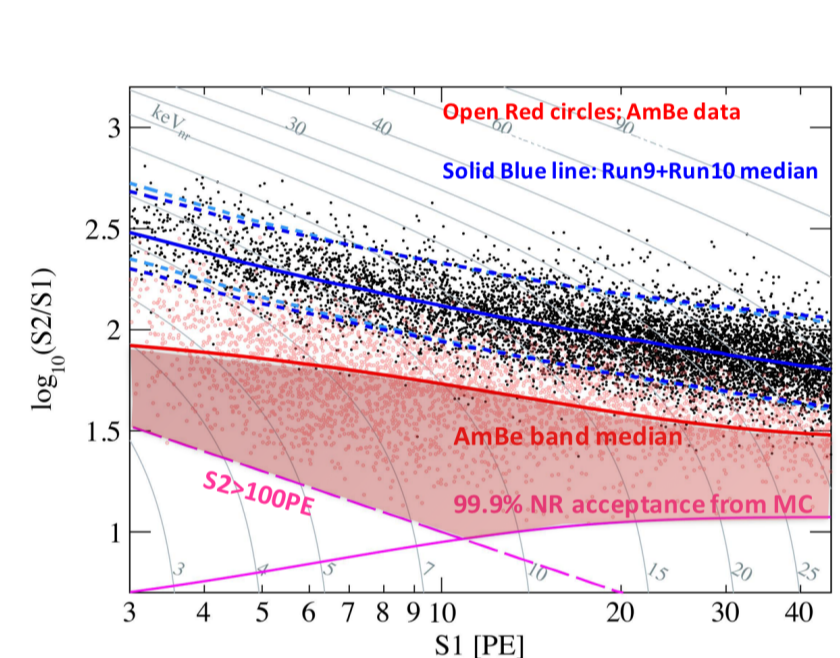 Open Red circles: AmBe data
3
keVnr
30
40
60
90
Solid Blue line: Run9+Run10 median
2.5
log10(S2/S1)
2
1.5
AmBe band median
S2>100PE
99.9% NR acceptance from MC
1
3
4
5
7
10
15
20
25
3 4 5 6 7 8 9 10 20 30 40
S1 [PE]